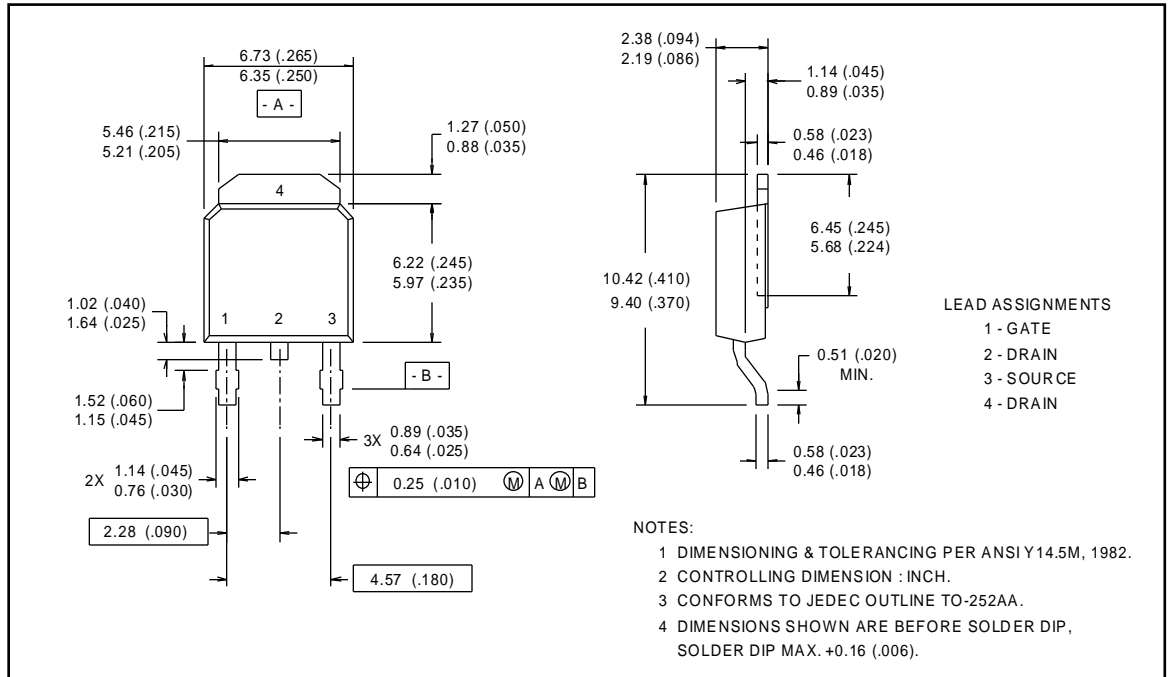 6.73 (.265)
6.35 (.250)
- A -
5.46 (.215)
5.21 (.205)
1.27 (.050)
0.88 (.035)
4
6.22 (.245)
5.97 (.235)
1.02 (.040)
1.64 (.025)
1 2 3
- B -
1.52 (.060)
1.15 (.045)
3X 0.89 (.035)
0.64 (.025)
2X 1.14 (.045)
0.76 (.030)
⌖ 0.25 (.010) Ⓜ A Ⓜ B
2.28 (.090)
4.57 (.180)
2.38 (.094)
2.19 (.086)
1.14 (.045)
0.89 (.035)
0.58 (.023)
0.46 (.018)
6.45 (.245)
5.68 (.224)
10.42 (.410)
9.40 (.370)
0.51 (.020)
MIN.
0.58 (.023)
0.46 (.018)
LEAD ASSIGNMENTS
1 - GATE
2 - DRAIN
3 - SOURCE
4 - DRAIN
NOTES:
1 DIMENSIONING & TOLERANCING PER ANSI Y14.5M, 1982.
2 CONTROLLING DIMENSION : INCH.
3 CONFORMS TO JEDEC OUTLINE TO-252AA.
4 DIMENSIONS SHOWN ARE BEFORE SOLDER DIP,
SOLDER DIP MAX. +0.16 (.006).